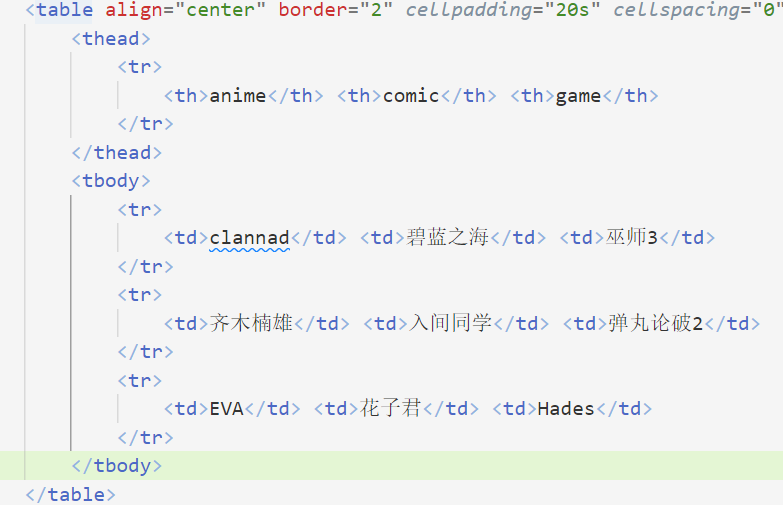 <table align="center" border="2" cellpadding="20s" cellspacing="0"
<thead>
<tr>
<th>anime</th> <th>comic</th> <th>game</th>
</tr>
</thead>
<tbody>
<tr>
<td>clannad</td> <td>碧蓝之海</td> <td>巫师3</td>
</tr>
<tr>
<td>齐木楠雄</td> <td>入间同学</td> <td>弹丸论破2</td>
</tr>
<tr>
<td>EVA</td> <td>花子君</td> <td>Hades</td>
</tr>
</tbody>
</table>